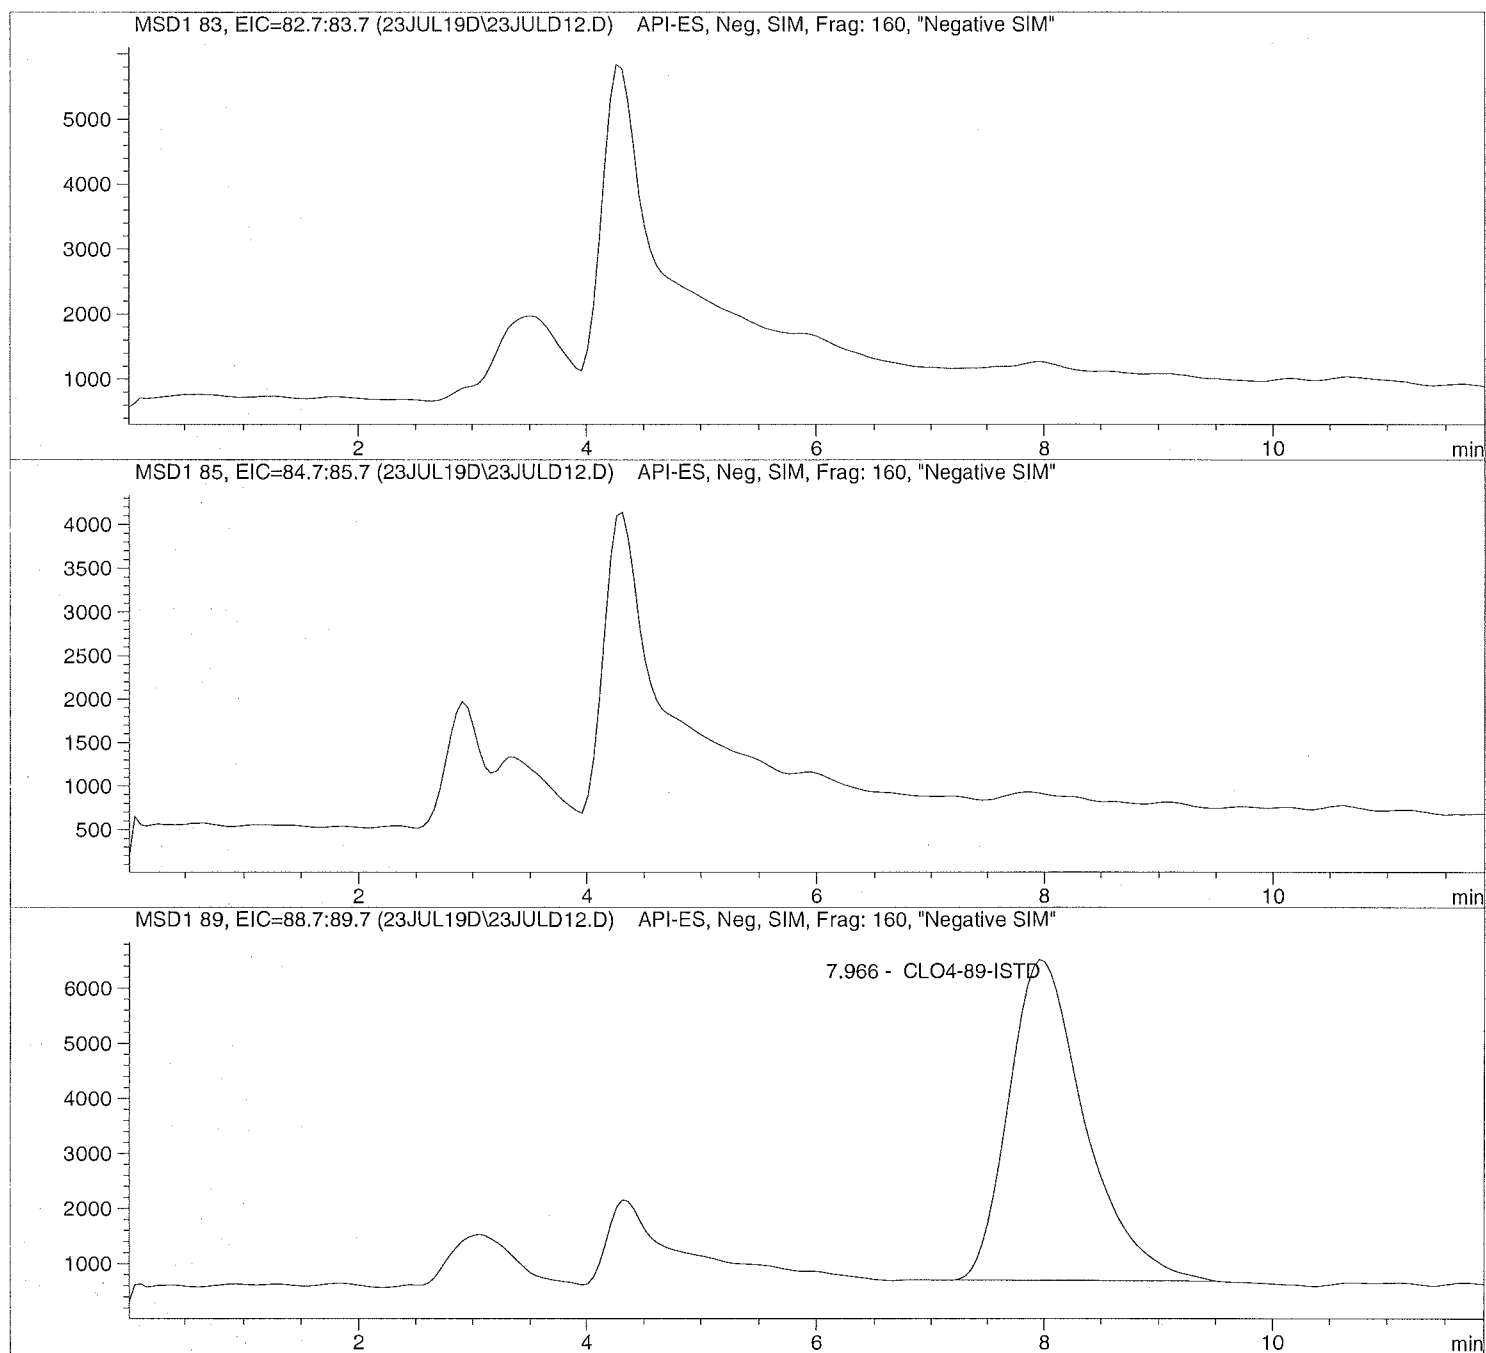 MSD1 83, EIC=82.7:83.7 (23JUL19D\23JULD12.D) API-ES, Neg, SIM, Frag: 160, "Negative SIM"
5000
4000
3000
2000
1000
2 4 6 8 10 min
MSD1 85, EIC=84.7:85.7 (23JUL19D\23JULD12.D) API-ES, Neg, SIM, Frag: 160, "Negative SIM"
4000
3500
3000
2500
2000
1500
1000
500
2 4 6 8 10 min
MSD1 89, EIC=88.7:89.7 (23JUL19D\23JULD12.D) API-ES, Neg, SIM, Frag: 160, "Negative SIM"
7.966 - CLO4-89-ISTD
6000
5000
4000
3000
2000
1000
2 4 6 8 10 min